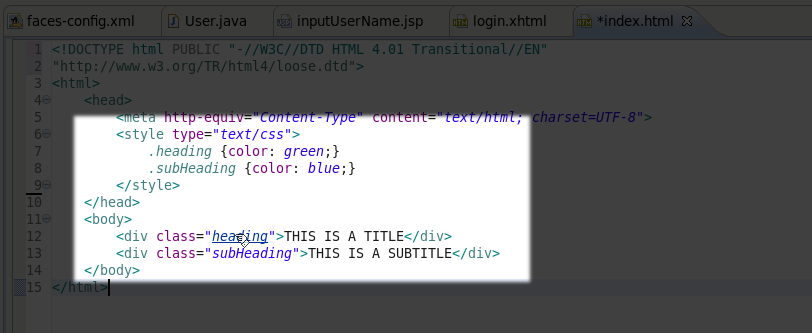 faces-config.xml User.java inputUserName.jsp login.xhtml *index.html
1 <!DOCTYPE html PUBLIC "-//W3C//DTD HTML 4.01 Transitional//EN"
2 "http://www.w3.org/TR/html4/loose.dtd">
3 <html>
4 <head>
5 <meta http-equiv="Content-Type" content="text/html; charset=UTF-8">
6 <style type="text/css">
7 .heading {color: green;}
8 .subHeading {color: blue;}
9 </style>
10 </head>
11 <body>
12 <div class="heading">THIS IS A TITLE</div>
13 <div class="subHeading">THIS IS A SUBTITLE</div>
14 </body>
15 </html>